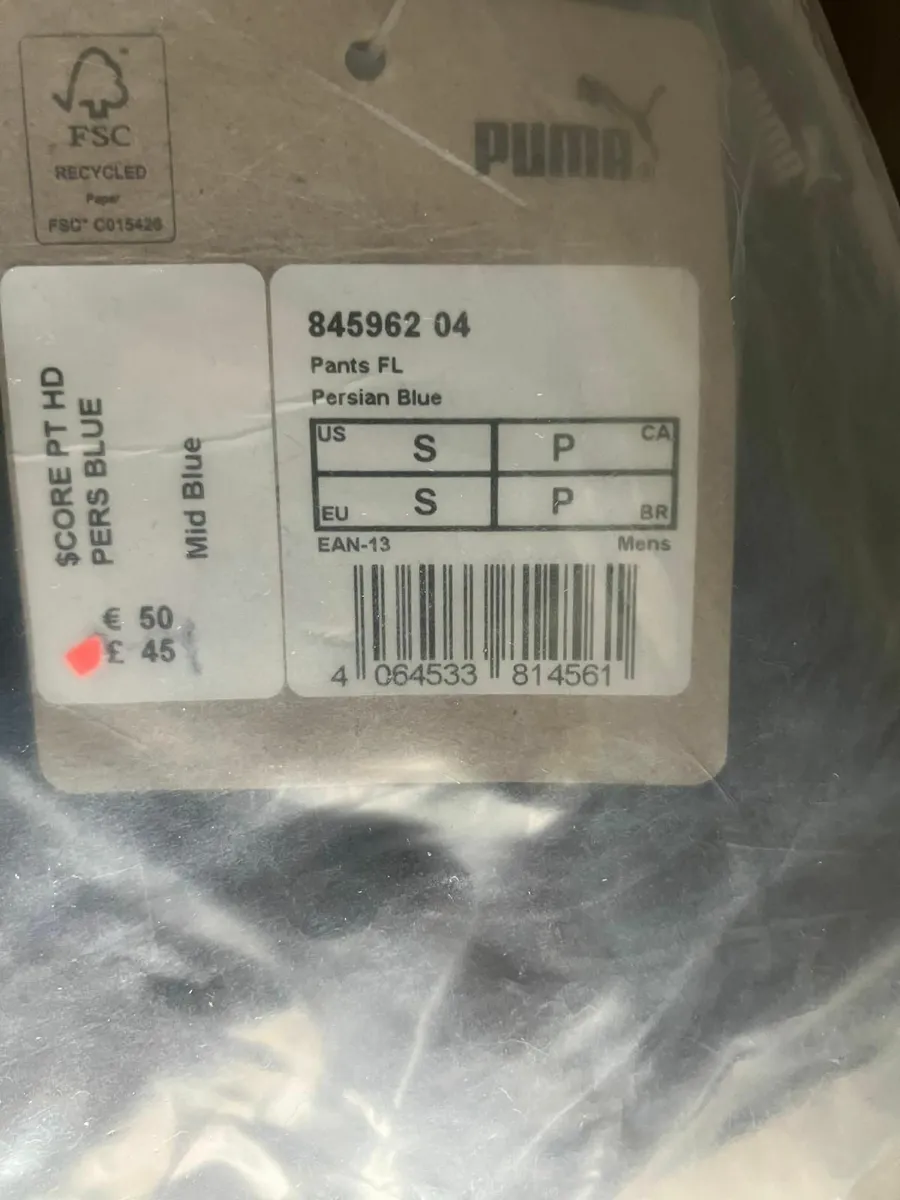 FSC
RECYCLED
Paper
FSC® C015426
PUMA
$CORE PT HD
PERS BLUE
Mid Blue
€ 50
£ 45
845962 04
Pants FL
Persian Blue
US S P CA
EU S P BR
EAN-13 Mens
4 064533 814561